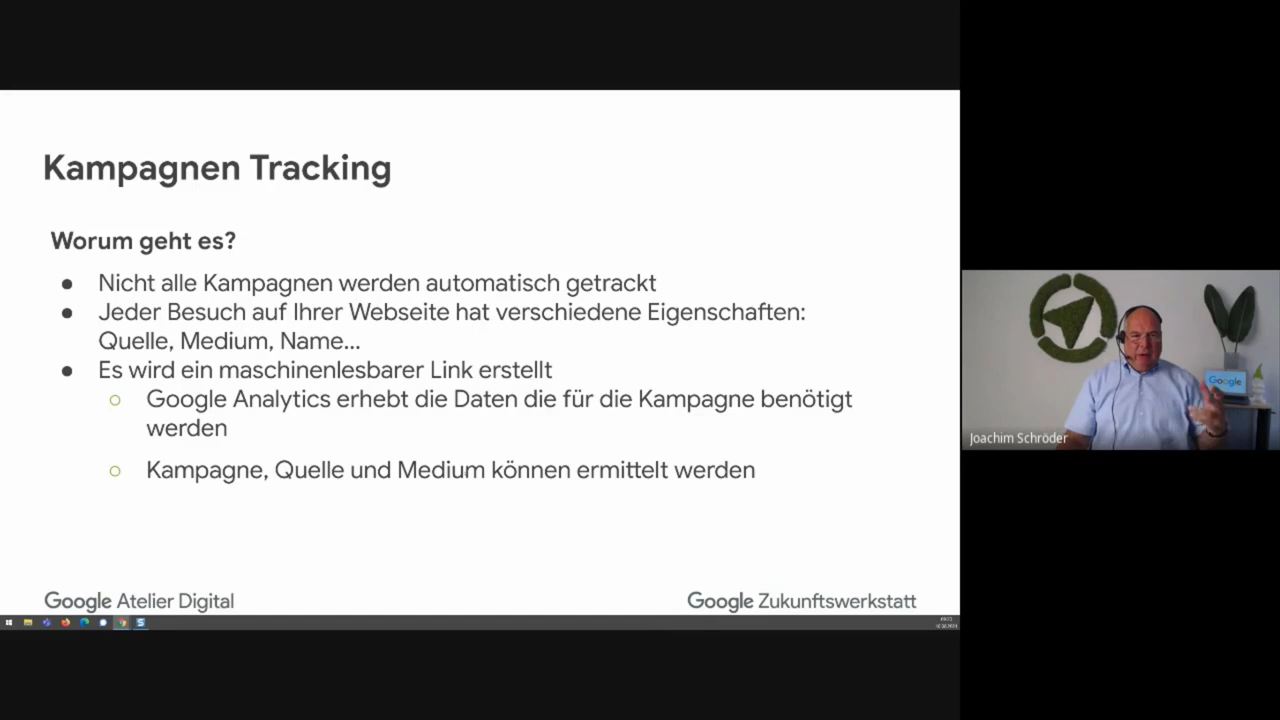 Kampagnen Tracking
Worum geht es?
● Nicht alle Kampagnen werden automatisch getrackt
● Jeder Besuch auf Ihrer Webseite hat verschiedene Eigenschaften:
Quelle, Medium, Name...
● Es wird ein maschinenlesbarer Link erstellt
○ Google Analytics erhebt die Daten die für die Kampagne benötigt
werden
○ Kampagne, Quelle und Medium können ermittelt werden
Google Atelier Digital
Google Zukunftswerkstatt
Google
Joachim Schröder